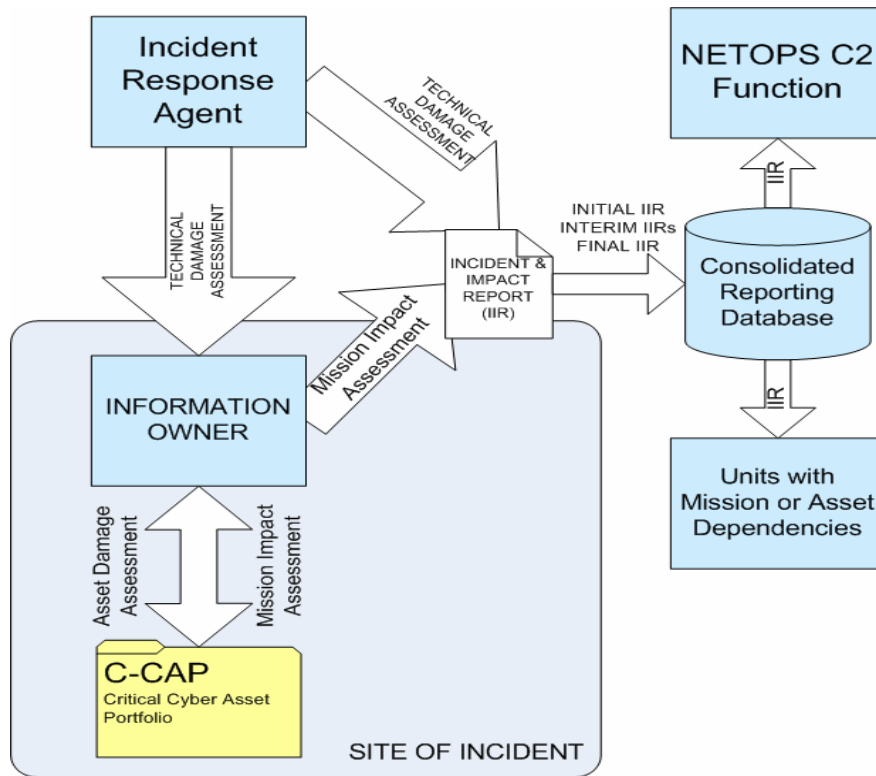 Incident
Response
Agent
TECHNICAL
DAMAGE
ASSESSMENT
NETOPS C2
Function
IIR
TECHNICAL
DAMAGE
ASSESSMENT
INITIAL IIR
INTERIM IIRs
FINAL IIR
INCIDENT &
IMPACT
REPORT
(IIR)
Consolidated
Reporting
Database
Mission Impact
Assessment
INFORMATION
OWNER
IIR
Units with
Mission or Asset
Dependencies
Asset Damage
Assessment
Mission Impact
Assessment
C-CAP
Critical Cyber Asset
Portfolio
SITE OF INCIDENT